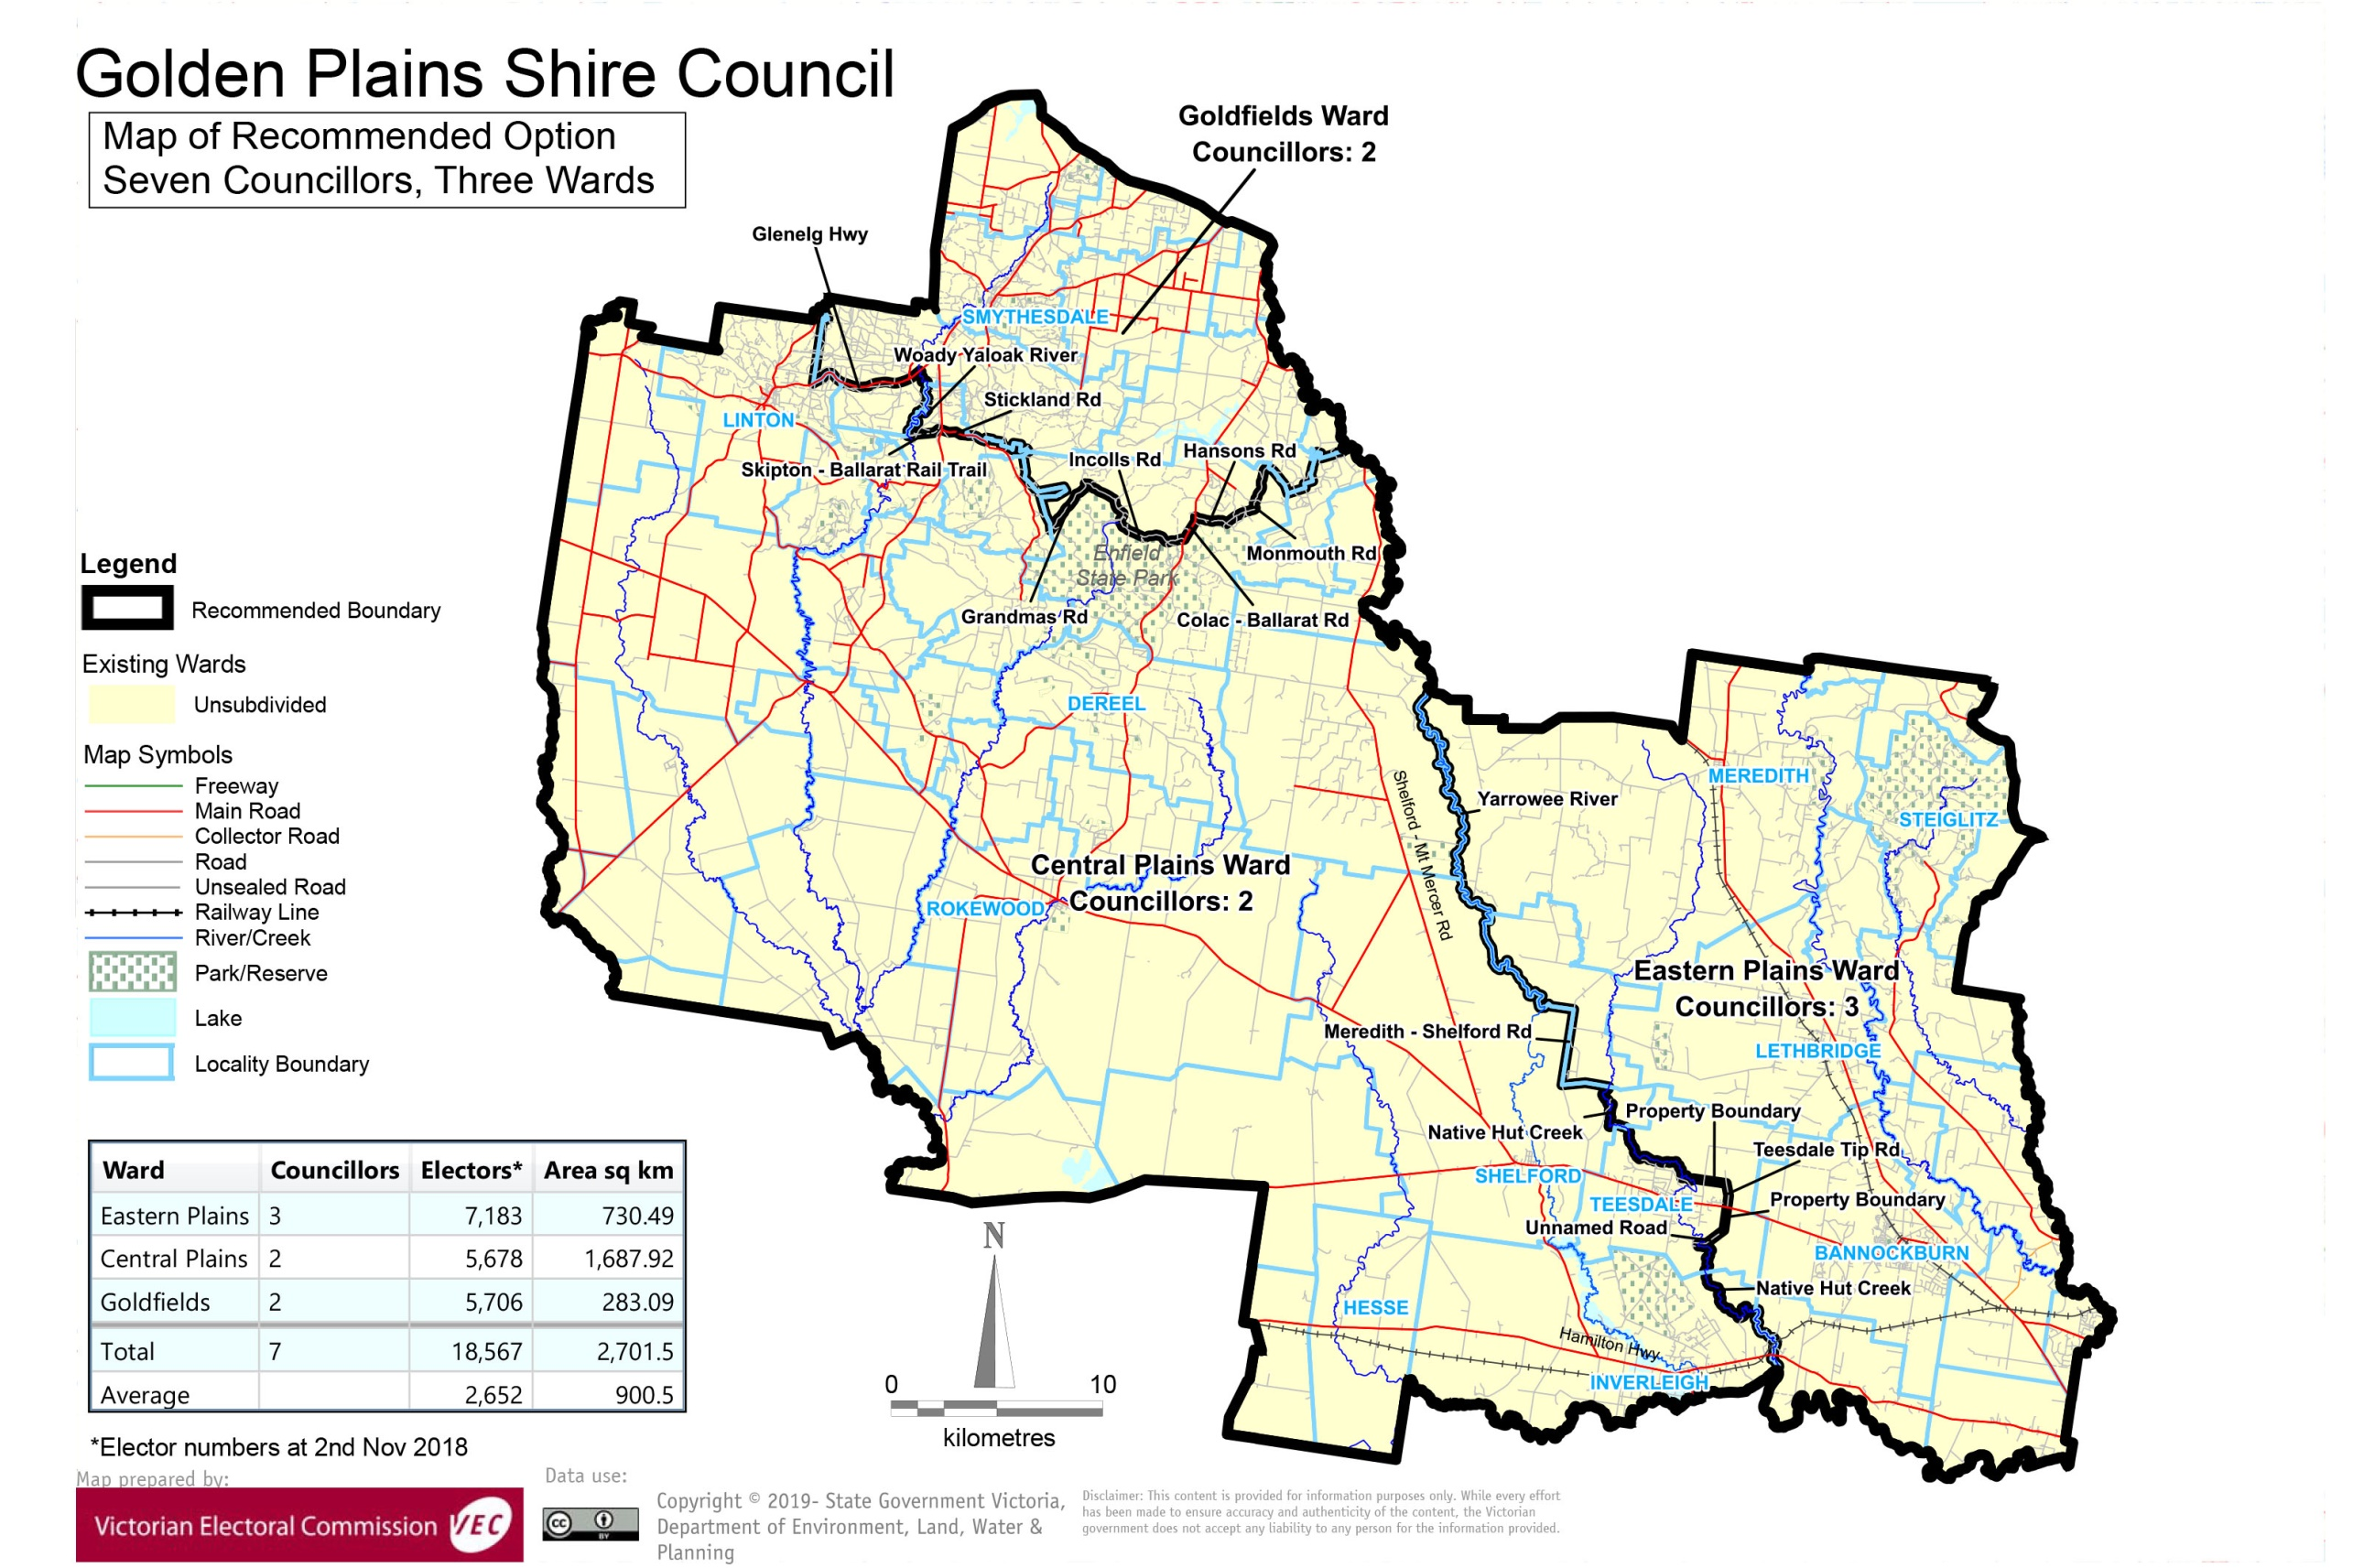 Golden Plains Shire Council
Map of Recommended Option
Seven Councillors, Three Wards
Goldfields Ward
Councillors: 2
Glenelg Hwy
SMYTHESDALE
Woady Yaloak River
Stickland Rd
LINTON
Skipton - Ballarat Rail Trail
Incolls Rd
Hansons Rd
Enfield
State Park
Monmouth Rd
Grandmas Rd
Colac - Ballarat Rd
DEREEL
Shelford - Mt Mercer Rd
Yarrowee River
MEREDITH
STEIGLITZ
Central Plains Ward
Councillors: 2
ROKEWOOD
Eastern Plains Ward
Councillors: 3
Meredith - Shelford Rd
LETHBRIDGE
Property Boundary
Native Hut Creek
Teesdale Tip Rd
SHELFORD
TEESDALE
Property Boundary
Unnamed Road
BANNOCKBURN
Native Hut Creek
HESSE
Hamilton Hwy
INVERLEIGH
Legend
Recommended Boundary
Existing Wards
Unsubdivided
Map Symbols
Freeway
Main Road
Collector Road
Road
Unsealed Road
Railway Line
River/Creek
Park/Reserve
Lake
Locality Boundary
Ward Councillors Electors* Area sq km
Eastern Plains 3 7,183 730.49
Central Plains 2 5,678 1,687.92
Goldfields 2 5,706 283.09
Total 7 18,567 2,701.5
Average 2,652 900.5
*Elector numbers at 2nd Nov 2018
N
0 10
kilometres
Map prepared by:
Victorian Electoral Commission VEC
Data use:
cc BY
Copyright © 2019- State Government Victoria,
Department of Environment, Land, Water &
Planning
Disclaimer: This content is provided for information purposes only. While every effort
has been made to ensure accuracy and authenticity of the content, the Victorian
government does not accept any liability to any person for the information provided.